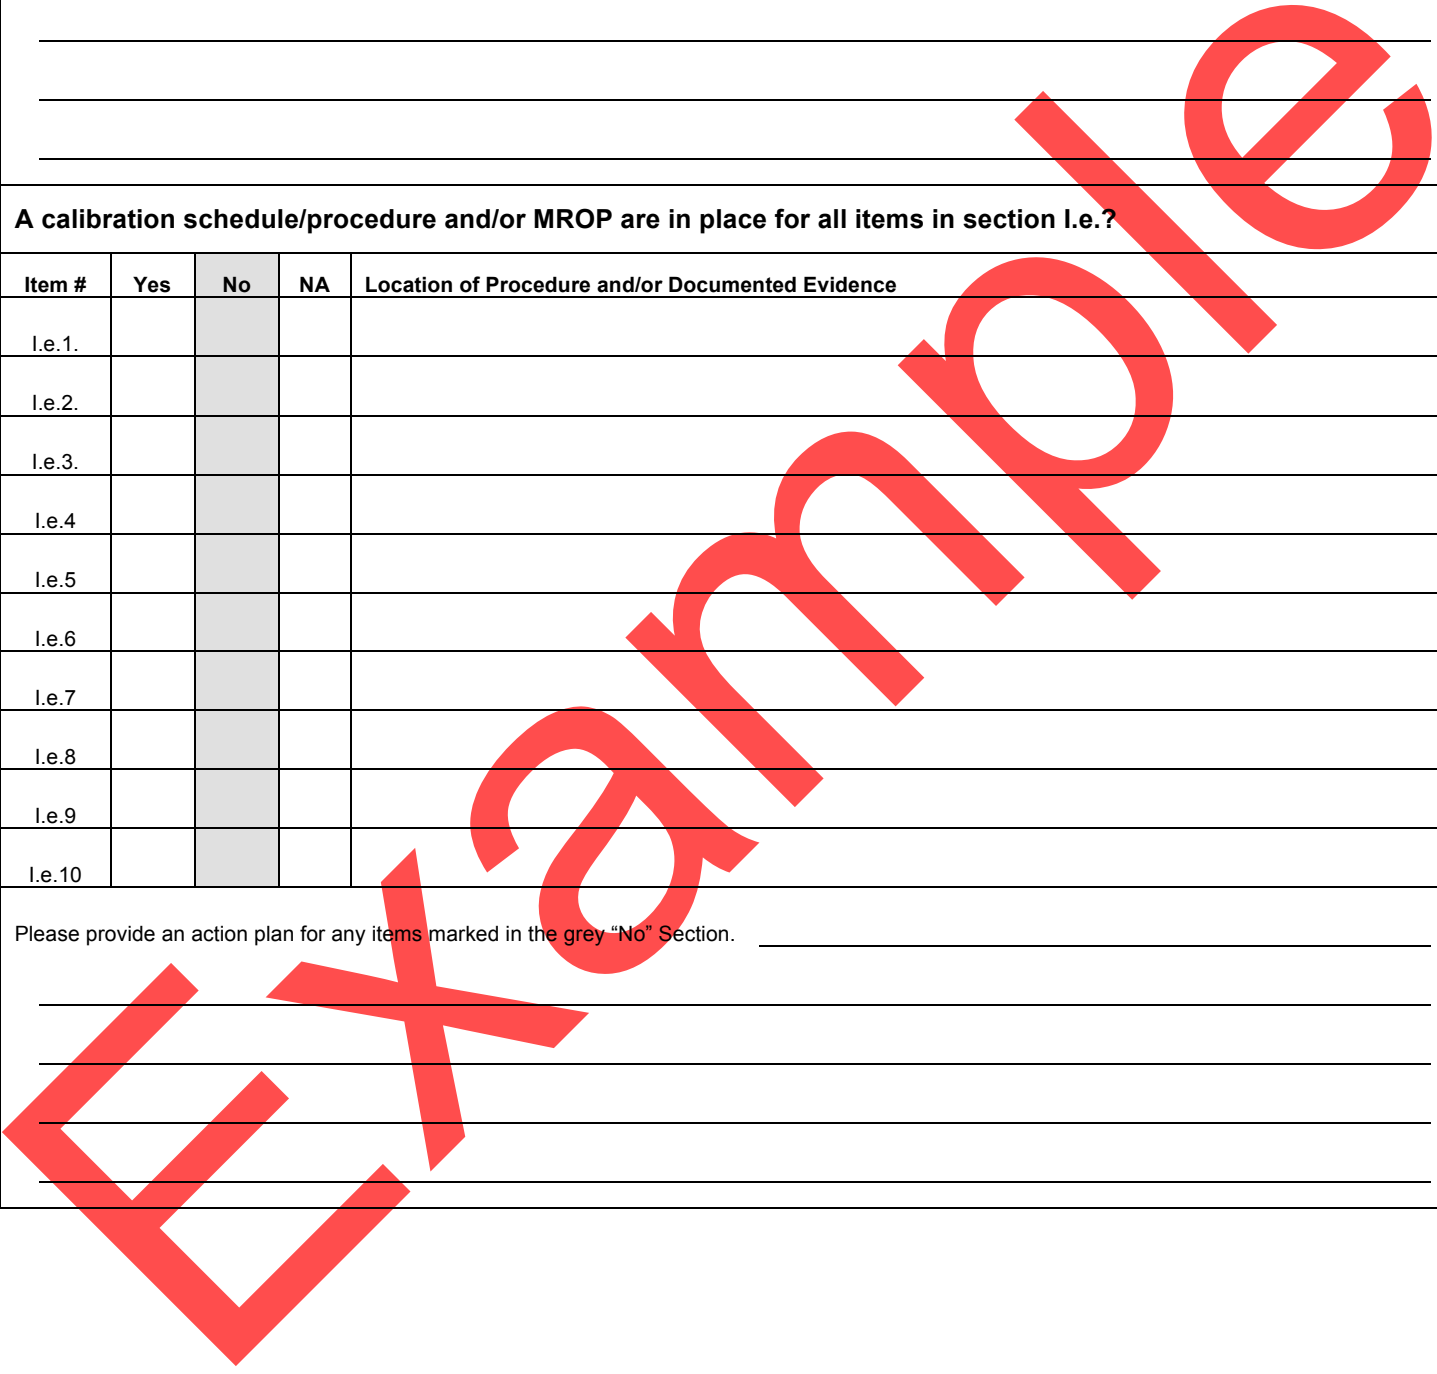 A calibration schedule/procedure and/or MROP are in place for all items in section I.e.?
Item # Yes No NA Location of Procedure and/or Documented Evidence
I.e.1.
I.e.2.
I.e.3.
I.e.4
I.e.5
I.e.6
I.e.7
I.e.8
I.e.9
I.e.10
Please provide an action plan for any items marked in the grey “No” Section.
Example